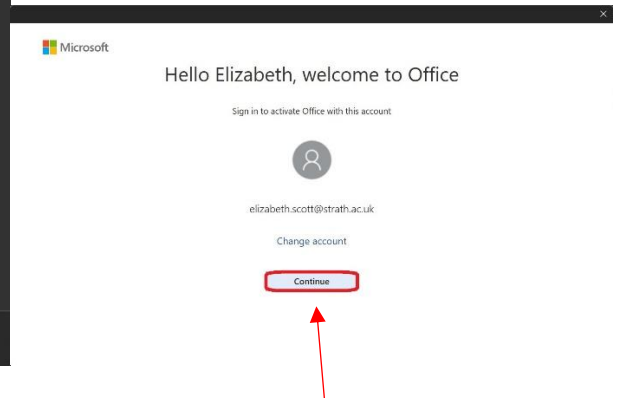 Microsoft
Hello Elizabeth, welcome to Office
Sign in to activate Office with this account
elizabeth.scott@strath.ac.uk
Change account
Continue